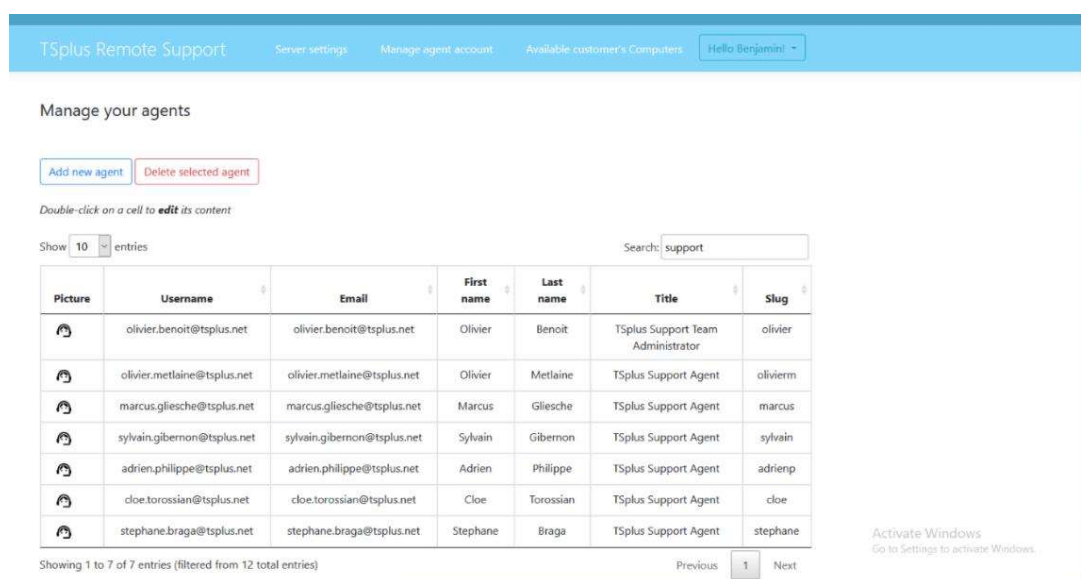 TSplus Remote Support Server settings Manage agent account Available customer's Computers Hello Benjamin!
Manage your agents
Add new agent Delete selected agent
Double-click on a cell to edit its content
Show 10 entries Search: support
Picture Username Email First name Last name Title Slug
olivier.benoit@tsplus.net olivier.benoit@tsplus.net Olivier Benoit TSplus Support Team Administrator olivier
olivier.metlaine@tsplus.net olivier.metlaine@tsplus.net Olivier Metlaine TSplus Support Agent olivierm
marcus.gliesche@tsplus.net marcus.gliesche@tsplus.net Marcus Gliesche TSplus Support Agent marcus
sylvain.gibernon@tsplus.net sylvain.gibernon@tsplus.net Sylvain Gibernon TSplus Support Agent sylvain
adrien.philippe@tsplus.net adrien.philippe@tsplus.net Adrien Philippe TSplus Support Agent adrienp
cloe.torossian@tsplus.net cloe.torossian@tsplus.net Cloe Torossian TSplus Support Agent cloe
stephane.braga@tsplus.net stephane.braga@tsplus.net Stephane Braga TSplus Support Agent stephane
Showing 1 to 7 of 7 entries (filtered from 12 total entries) Previous 1 Next
Activate Windows
Go to Settings to activate Windows.